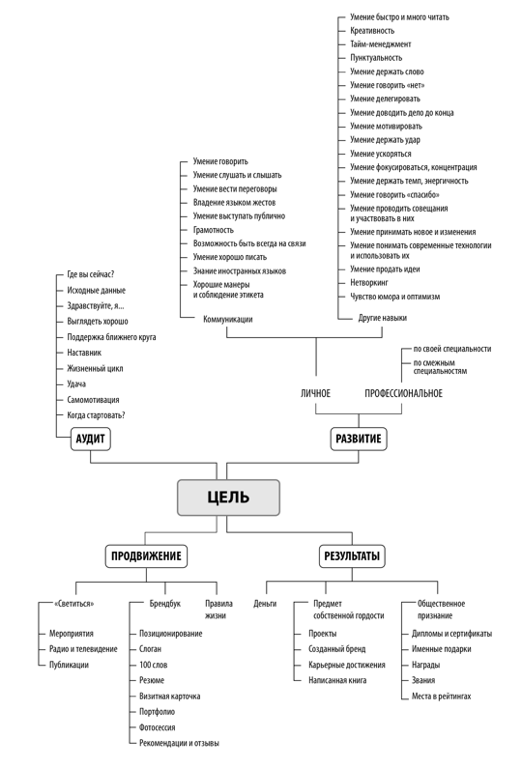 Умение быстро и много читать
Креативность
Тайм-менеджмент
Пунктуальность
Умение держать слово
Умение говорить «нет»
Умение делегировать
Умение доводить дело до конца
Умение мотивировать
Умение держать удар
Умение ускоряться
Умение фокусироваться, концентрация
Умение держать темп, энергичность
Умение говорить «спасибо»
Умение проводить совещания
и участвовать в них
Умение принимать новое и изменения
Умение понимать современные технологии
и использовать их
Умение продать идеи
Нетворкинг
Чувство юмора и оптимизм
Другие навыки
Умение говорить
Умение слушать и слышать
Умение вести переговоры
Владение языком жестов
Умение выступать публично
Грамотность
Возможность быть всегда на связи
Умение хорошо писать
Знание иностранных языков
Хорошие манеры
и соблюдение этикета
Коммуникации
Где вы сейчас?
Исходные данные
Здравствуйте, я...
Выглядеть хорошо
Поддержка ближнего круга
Наставник
Жизненный цикл
Удача
Самомотивация
Когда стартовать?
АУДИТ
по своей специальности
по смежным
специальностям
ЛИЧНОЕ
ПРОФЕССИОНАЛЬНОЕ
РАЗВИТИЕ
ЦЕЛЬ
ПРОДВИЖЕНИЕ
РЕЗУЛЬТАТЫ
«Светиться»
Мероприятия
Радио и телевидение
Публикации
Брендбук
Позиционирование
Слоган
100 слов
Резюме
Визитная карточка
Портфолио
Фотосессия
Рекомендации и отзывы
Правила
жизни
Деньги
Предмет
собственной гордости
Проекты
Созданный бренд
Карьерные достижения
Написанная книга
Общественное
признание
Дипломы и сертификаты
Именные подарки
Награды
Звания
Места в рейтингах